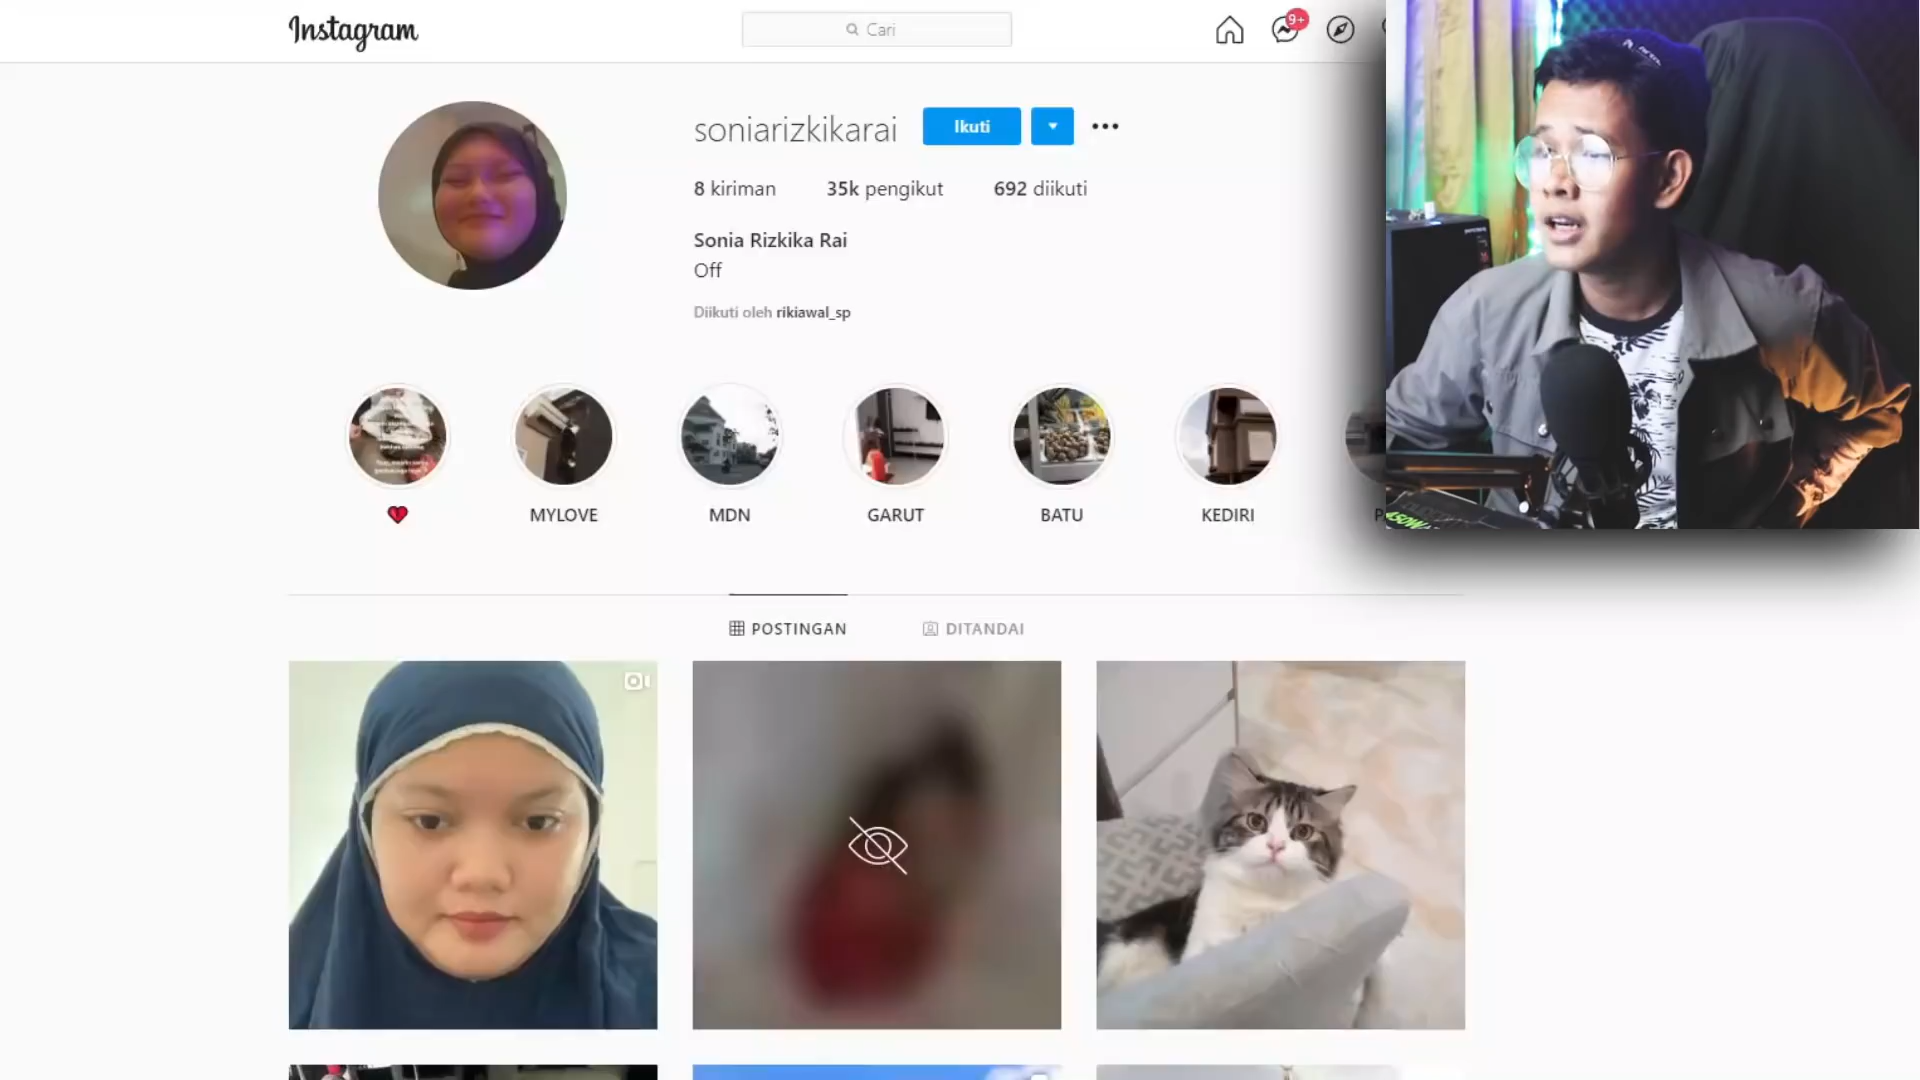 Instagram
Cari
9+
soniarizkikarai
Ikuti
8 kiriman
35k pengikut
692 diikuti
Sonia Rizkika Rai
Off
Diikuti oleh rikiawal_sp
MYLOVE
MDN
GARUT
BATU
KEDIRI
P
POSTINGAN
DITANDAI